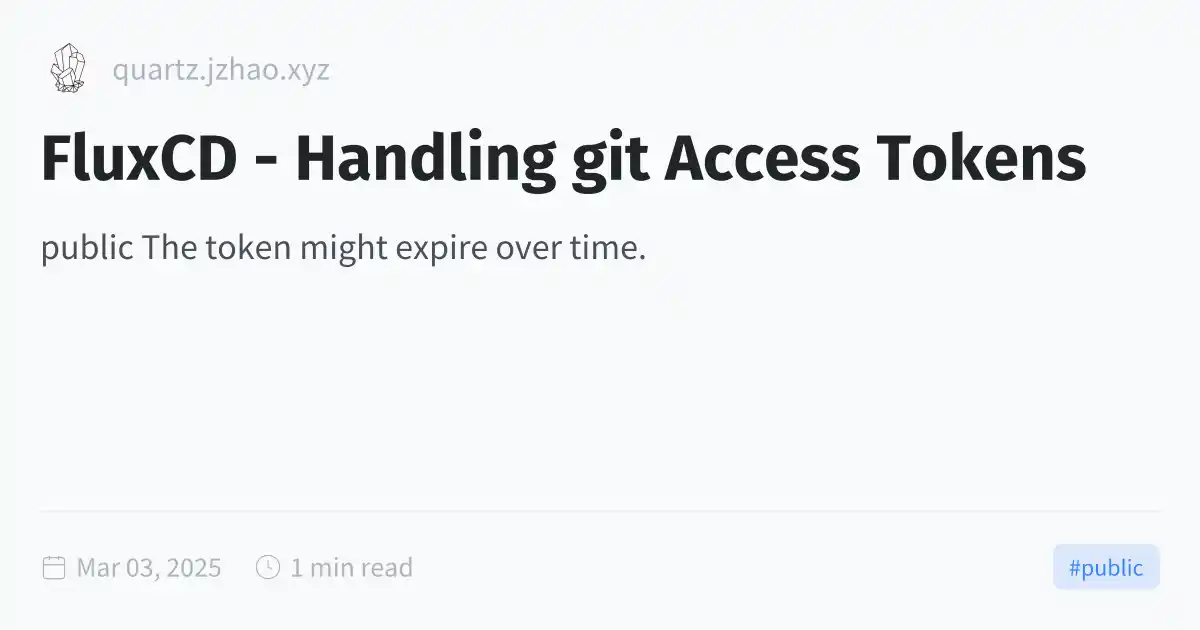 quartz.jzhao.xyz
FluxCD - Handling git Access Tokens
public The token might expire over time.
Mar 03, 2025
1 min read
#public